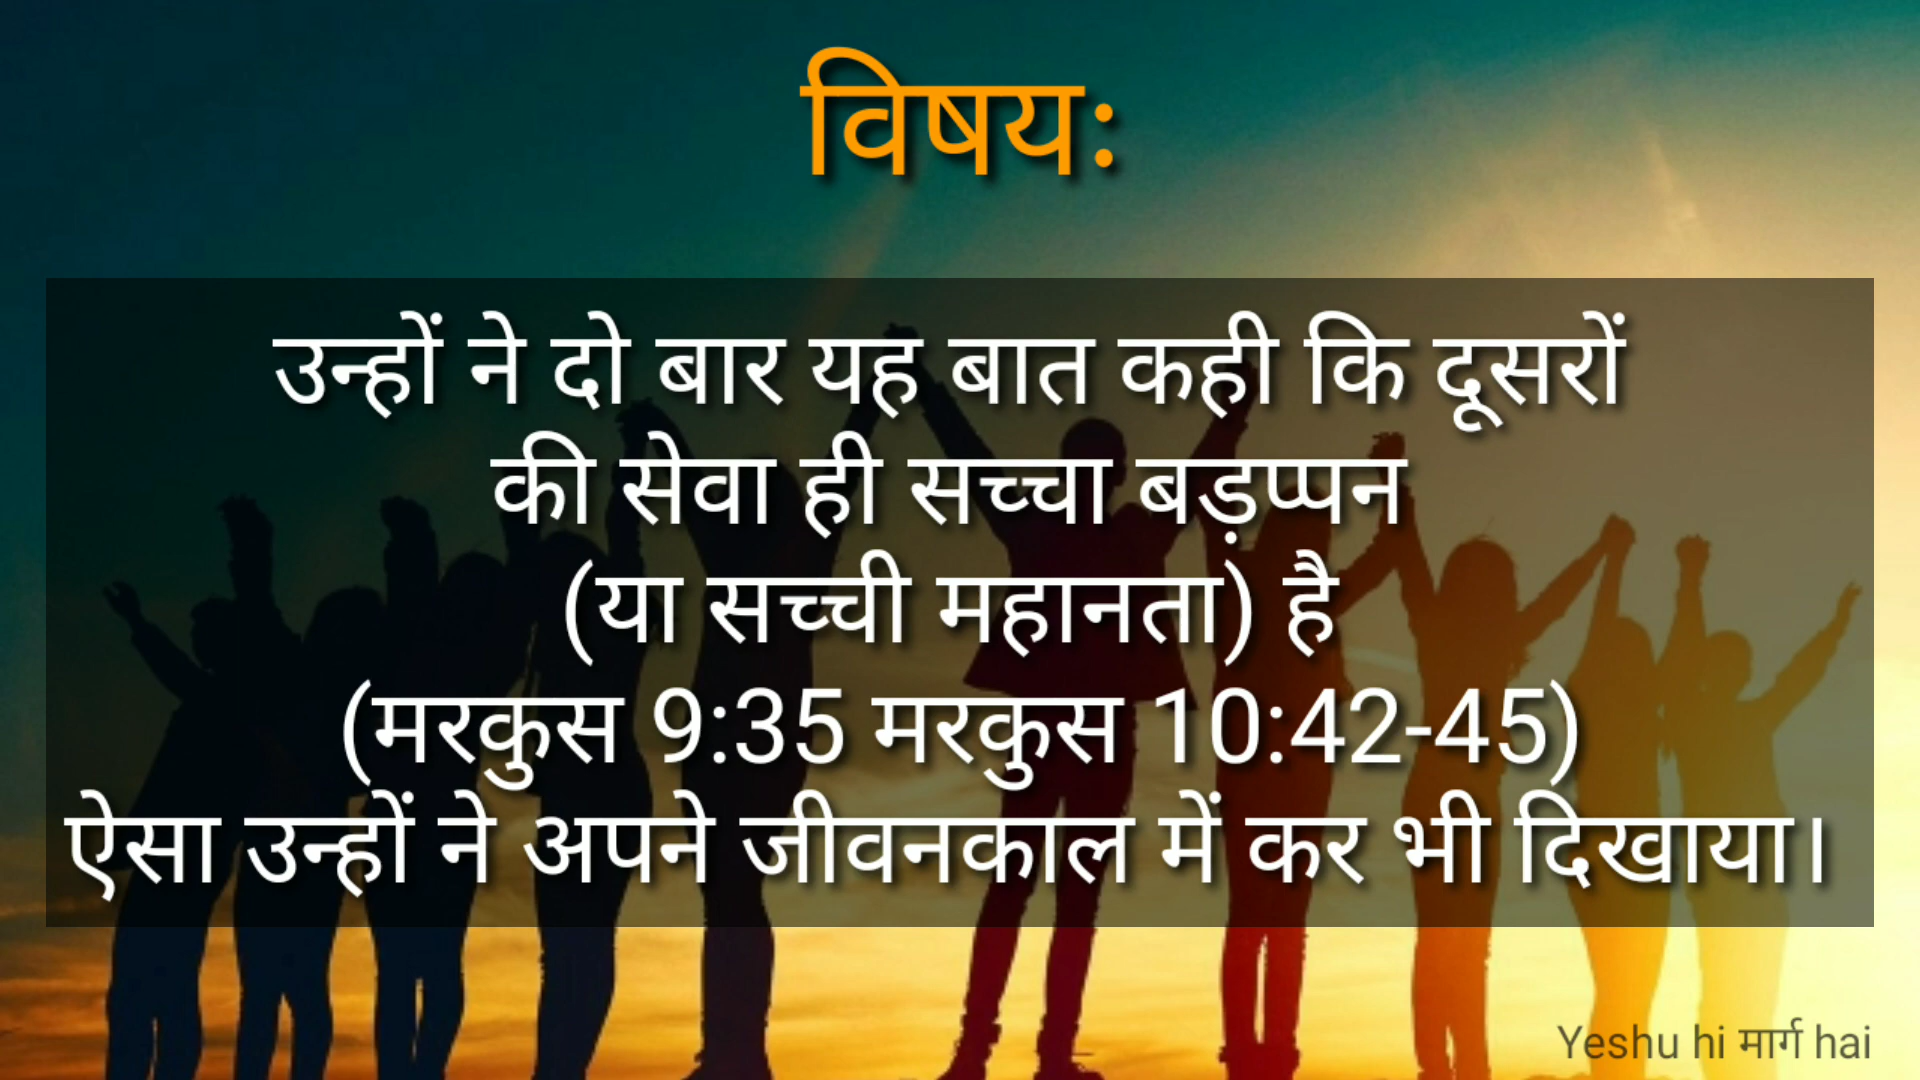 विषयः
उन्हों ने दो बार यह बात कही कि दूसरों
की सेवा ही सच्चा बड़प्पन
(या सच्ची महानता) है
(मरकुस 9:35 मरकुस 10:42-45)
ऐसा उन्हों ने अपने जीवनकाल में कर भी दिखाया।
Yeshu hi मार्ग hai